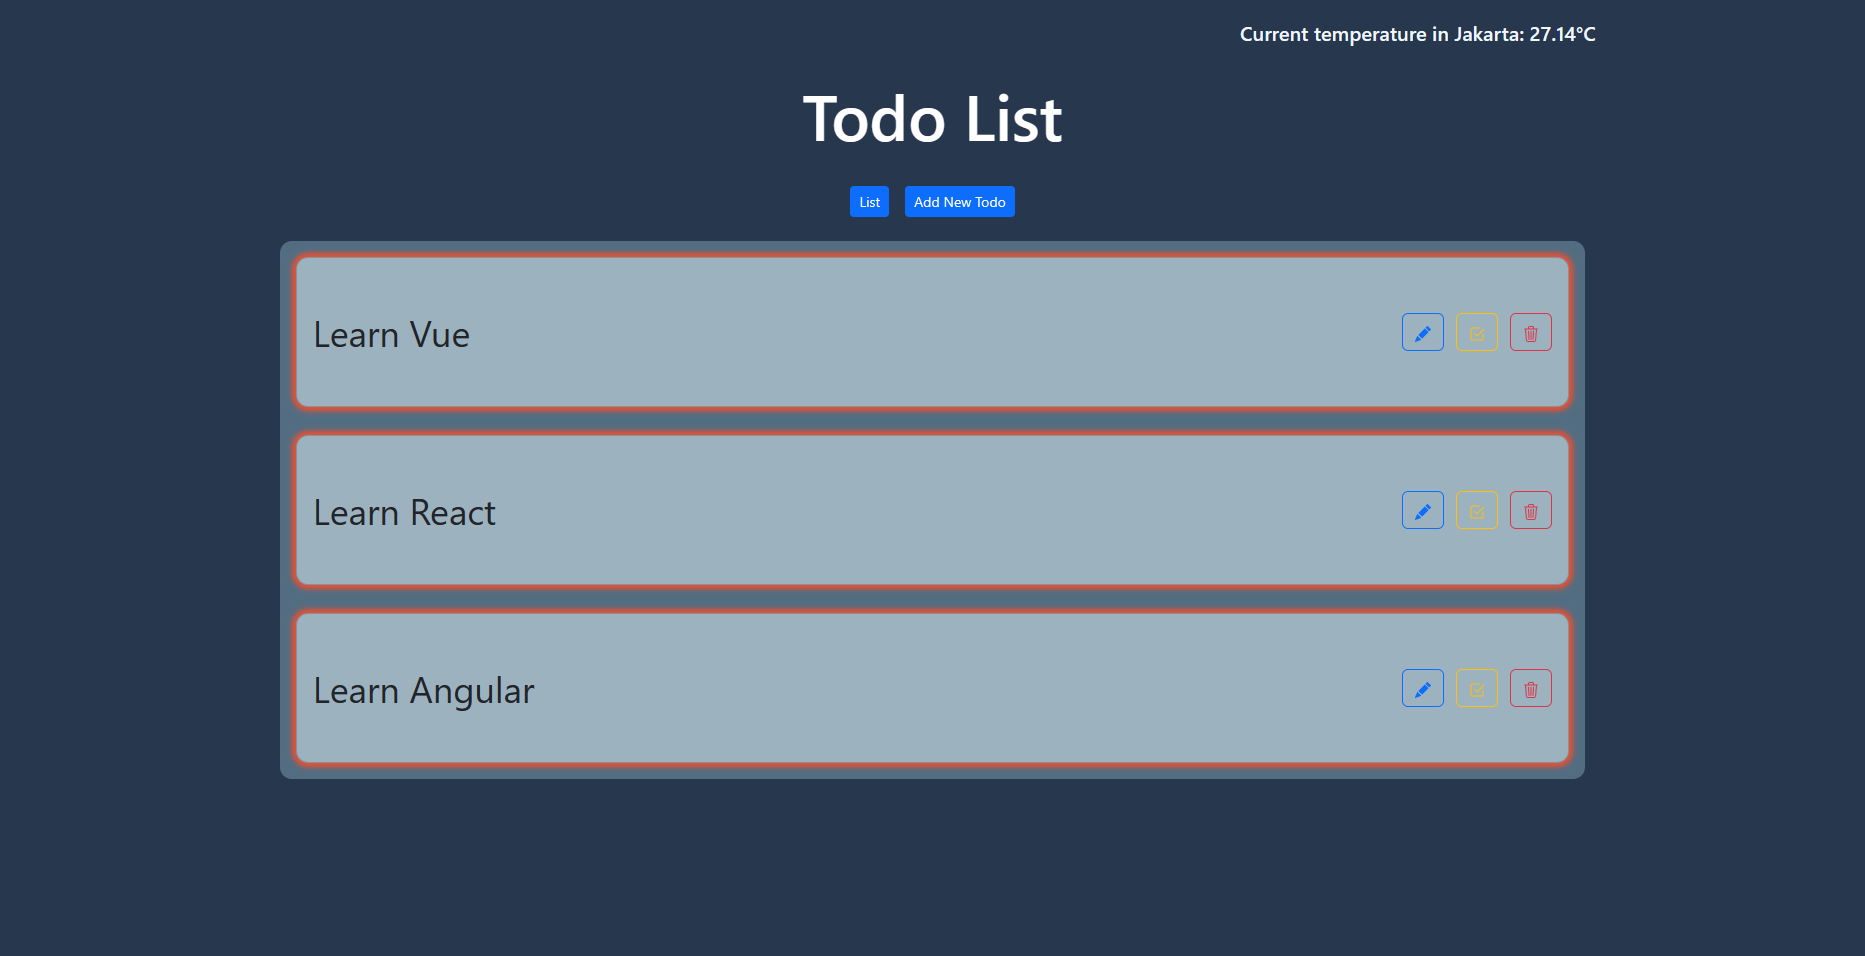 Current temperature in Jakarta: 27.14°C
Todo List
List
Add New Todo
Learn Vue
Learn React
Learn Angular